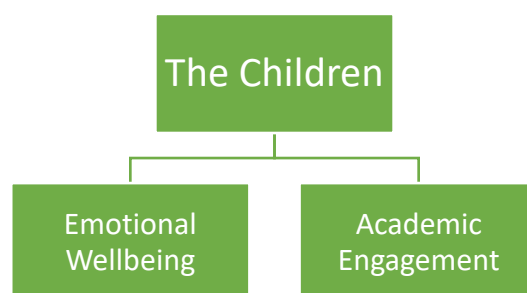 The Children
Emotional
Wellbeing
Academic
Engagement